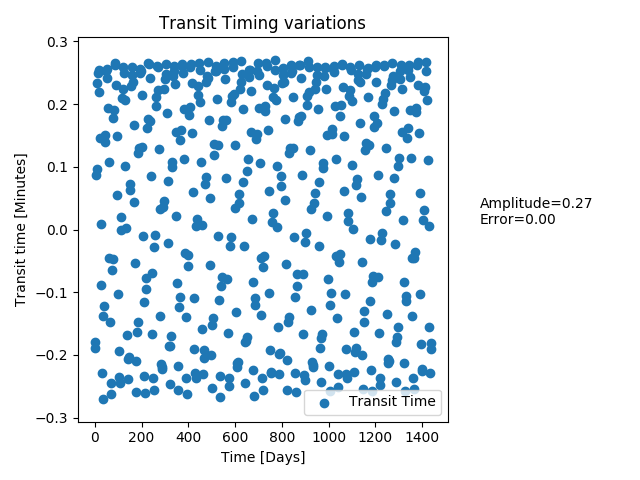 Transit Timing variations
0.3
0.2
0.1
0.0
−0.1
−0.2
−0.3
Transit time [Minutes]
0 200 400 600 800 1000 1200 1400
Time [Days]
Transit Time
Amplitude=0.27
Error=0.00